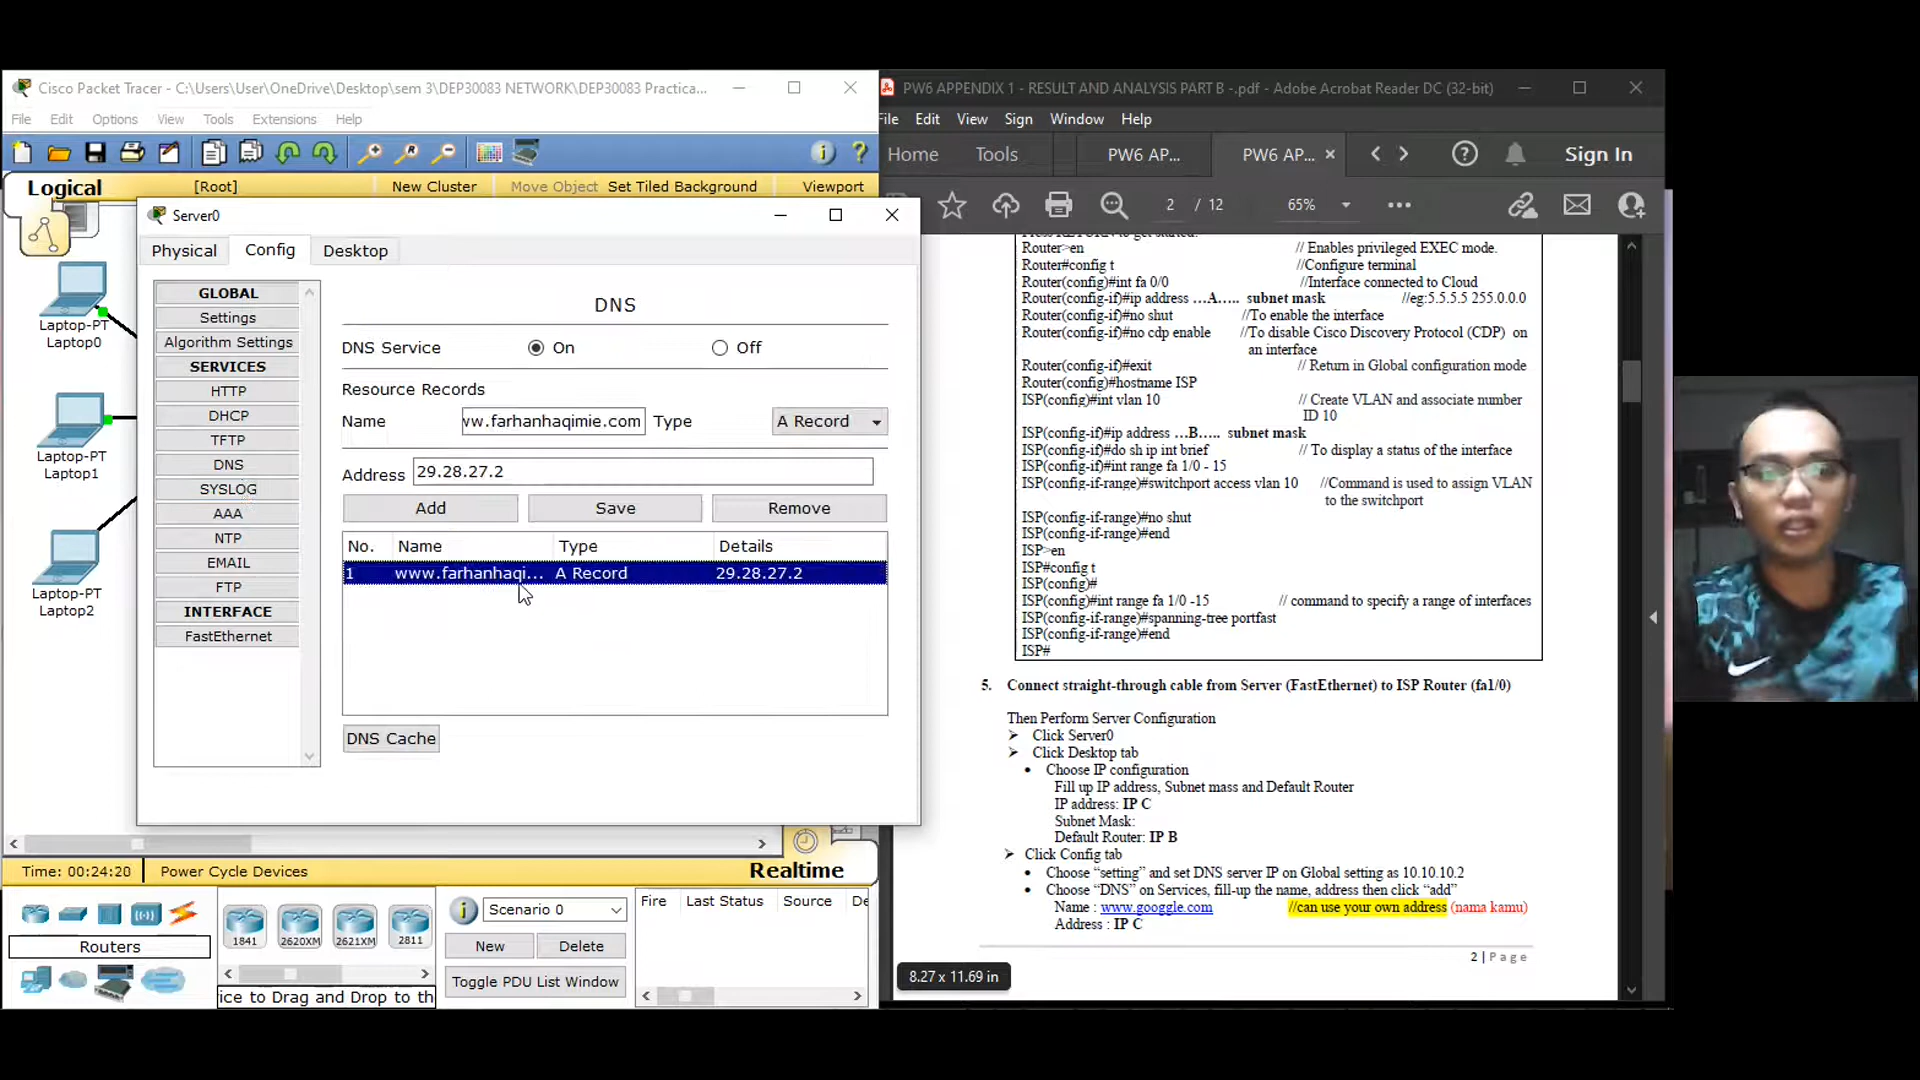 Cisco Packet Tracer - C:\Users\User\OneDrive\Desktop\sem 3\DEP30083 NETWORK\DEP30083 Practica...
File Edit Options View Tools Extensions Help
Logical
[Root]
New Cluster
Move Object
Set Tiled Background
Viewport
Laptop-PT
Laptop0
Laptop-PT
Laptop1
Laptop-PT
Laptop2
Server0
Physical
Config
Desktop
GLOBAL
Settings
Algorithm Settings
SERVICES
HTTP
DHCP
TFTP
DNS
SYSLOG
AAA
NTP
EMAIL
FTP
INTERFACE
FastEthernet
DNS
DNS Service On Off
Resource Records
Name vw.farhanhaqimie.com Type A Record
Address 29.28.27.2
Add Save Remove
No. Name Type Details
1 www.farhanhaqi... A Record 29.28.27.2
DNS Cache
Time: 00:24:20 Power Cycle Devices Realtime
Routers
1841 2620XM 2621XM 2811
ice to Drag and Drop to th
Scenario 0
New Delete
Toggle PDU List Window
Fire Last Status Source De
PW6 APPENDIX 1 - RESULT AND ANALYSIS PART B -.pdf - Adobe Acrobat Reader DC (32-bit)
File Edit View Sign Window Help
Home Tools PW6 AP... PW6 AP... Sign In
2 / 12 65%
Press RETURN to get started.
Router>en // Enables privileged EXEC mode.
Router#config t //Configure terminal
Router(config)#int fa 0/0 //Interface connected to Cloud
Router(config-if)#ip address ...A….. subnet mask //eg:5.5.5.5 255.0.0.0
Router(config-if)#no shut //To enable the interface
Router(config-if)#no cdp enable //To disable Cisco Discovery Protocol (CDP) on
an interface
Router(config-if)#exit // Return in Global configuration mode
Router(config)#hostname ISP
ISP(config)#int vlan 10 // Create VLAN and associate number
ID 10
ISP(config-if)#ip address …B….. subnet mask
ISP(config-if)#do sh ip int brief // To display a status of the interface
ISP(config-if)#int range fa 1/0 - 15
ISP(config-if-range)#switchport access vlan 10 //Command is used to assign VLAN
to the switchport
ISP(config-if-range)#no shut
ISP(config-if-range)#end
ISP>en
ISP#config t
ISP(config)#
ISP(config)#int range fa 1/0 -15 // command to specify a range of interfaces
ISP(config-if-range)#spanning-tree portfast
ISP(config-if-range)#end
ISP#
5. Connect straight-through cable from Server (FastEthernet) to ISP Router (fa1/0)
Then Perform Server Configuration
➢ Click Server0
➢ Click Desktop tab
• Choose IP configuration
Fill up IP address, Subnet mass and Default Router
IP address: IP C
Subnet Mask:
Default Router: IP B
➢ Click Config tab
• Choose “setting” and set DNS server IP on Global setting as 10.10.10.2
• Choose “DNS” on Services, fill-up the name, address then click “add”
Name : www.googgle.com //can use your own address (nama kamu)
Address : IP C
2 | P a g e
8.27 x 11.69 in